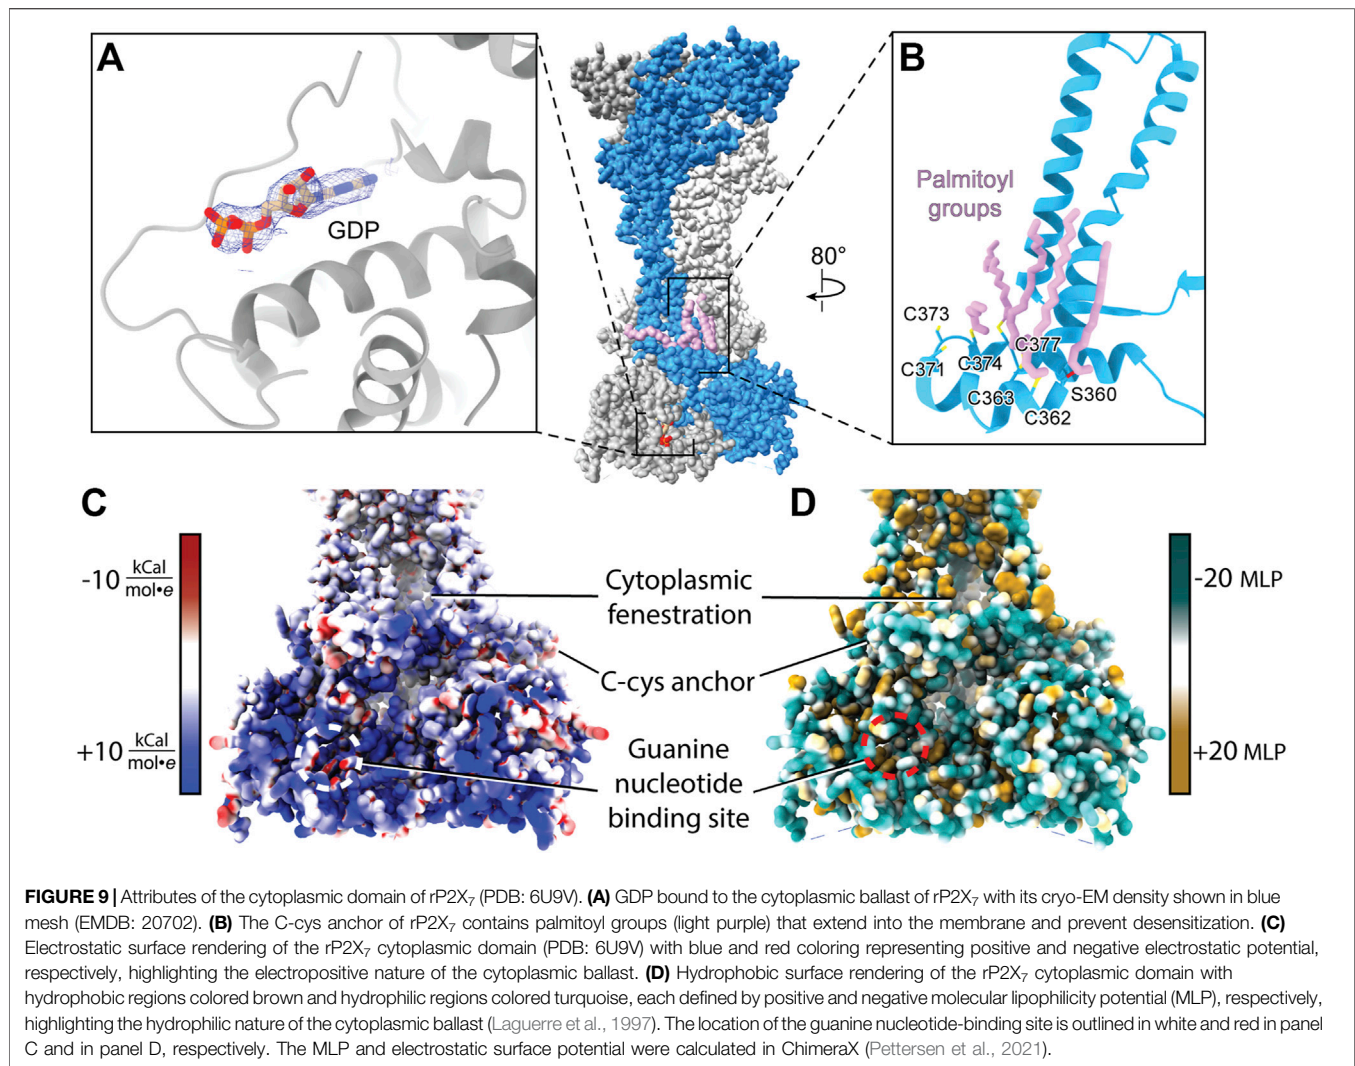 A
GDP
80°
B
Palmitoyl
groups
C373
C371
C374
C377
C363
C362
S360
C
-10 kCal
mol•e
+10 kCal
mol•e
Cytoplasmic
fenestration
C-cys anchor
Guanine
nucleotide
binding site
D
-20 MLP
+20 MLP
FIGURE 9 | Attributes of the cytoplasmic domain of rP2X₇ (PDB: 6U9V). (A) GDP bound to the cytoplasmic ballast of rP2X₇ with its cryo-EM density shown in blue
mesh (EMDB: 20702). (B) The C-cys anchor of rP2X₇ contains palmitoyl groups (light purple) that extend into the membrane and prevent desensitization. (C)
Electrostatic surface rendering of the rP2X₇ cytoplasmic domain (PDB: 6U9V) with blue and red coloring representing positive and negative electrostatic potential,
respectively, highlighting the electropositive nature of the cytoplasmic ballast. (D) Hydrophobic surface rendering of the rP2X₇ cytoplasmic domain with
hydrophobic regions colored brown and hydrophilic regions colored turquoise, each defined by positive and negative molecular lipophilicity potential (MLP), respectively,
highlighting the hydrophilic nature of the cytoplasmic ballast (Laguerre et al., 1997). The location of the guanine nucleotide-binding site is outlined in white and red in panel
C and in panel D, respectively. The MLP and electrostatic surface potential were calculated in ChimeraX (Pettersen et al., 2021).